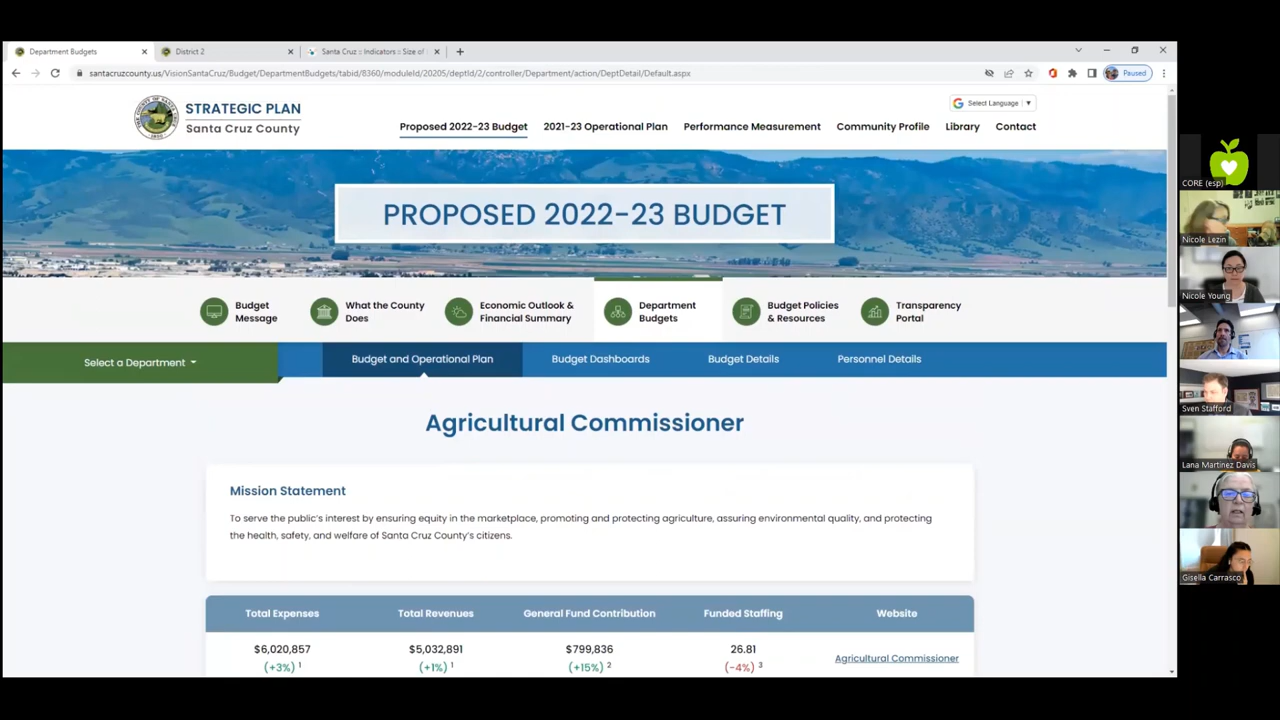 Department Budgets
District 2
Santa Cruz :: Indicators :: Size of
santacruzcounty.us/VisionSantaCruz/Budget/DepartmentBudgets/tabid/8360/moduleId/20205/deptId/2/controller/Department/action/DeptDetail/Default.aspx
Paused
STRATEGIC PLAN
Santa Cruz County
Select Language
Proposed 2022-23 Budget
2021-23 Operational Plan
Performance Measurement
Community Profile
Library
Contact
PROPOSED 2022-23 BUDGET
Budget
Message
What the County
Does
Economic Outlook &
Financial Summary
Department
Budgets
Budget Policies
& Resources
Transparency
Portal
Select a Department
Budget and Operational Plan
Budget Dashboards
Budget Details
Personnel Details
Agricultural Commissioner
Mission Statement
To serve the public's interest by ensuring equity in the marketplace, promoting and protecting agriculture, assuring environmental quality, and protecting
the health, safety, and welfare of Santa Cruz County's citizens.
Total Expenses
Total Revenues
General Fund Contribution
Funded Staffing
Website
$6,020,857
$5,032,891
$799,836
26.81
Agricultural Commissioner
(+3%) 1
(+1%) 1
(+15%) 2
(-4%) 3
CORE (esp)
Nicole Lezin
Nicole Young
Sven Stafford
Lana Martinez Davis
Gisella Carrasco